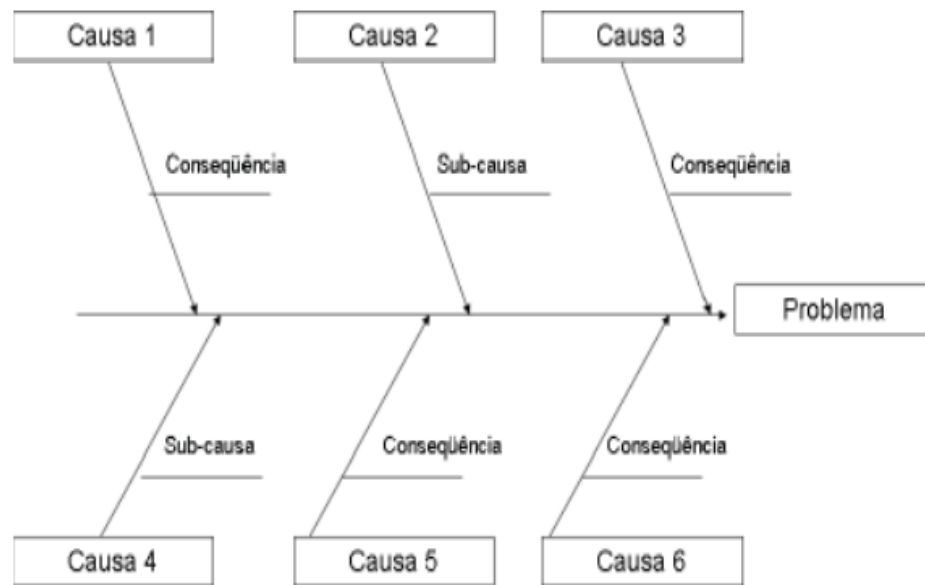 Causa 1
Causa 2
Causa 3
Conseqüência
Sub-causa
Conseqüência
Problema
Sub-causa
Conseqüência
Conseqüência
Causa 4
Causa 5
Causa 6